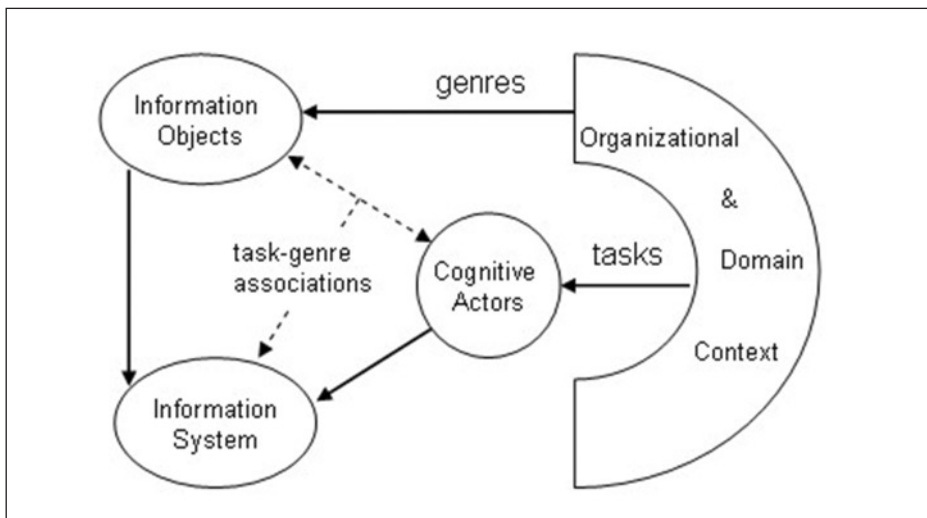 genres
Information
Objects
Organizational
&
Domain
Context
tasks
task-genre
associations
Cognitive
Actors
Information
System